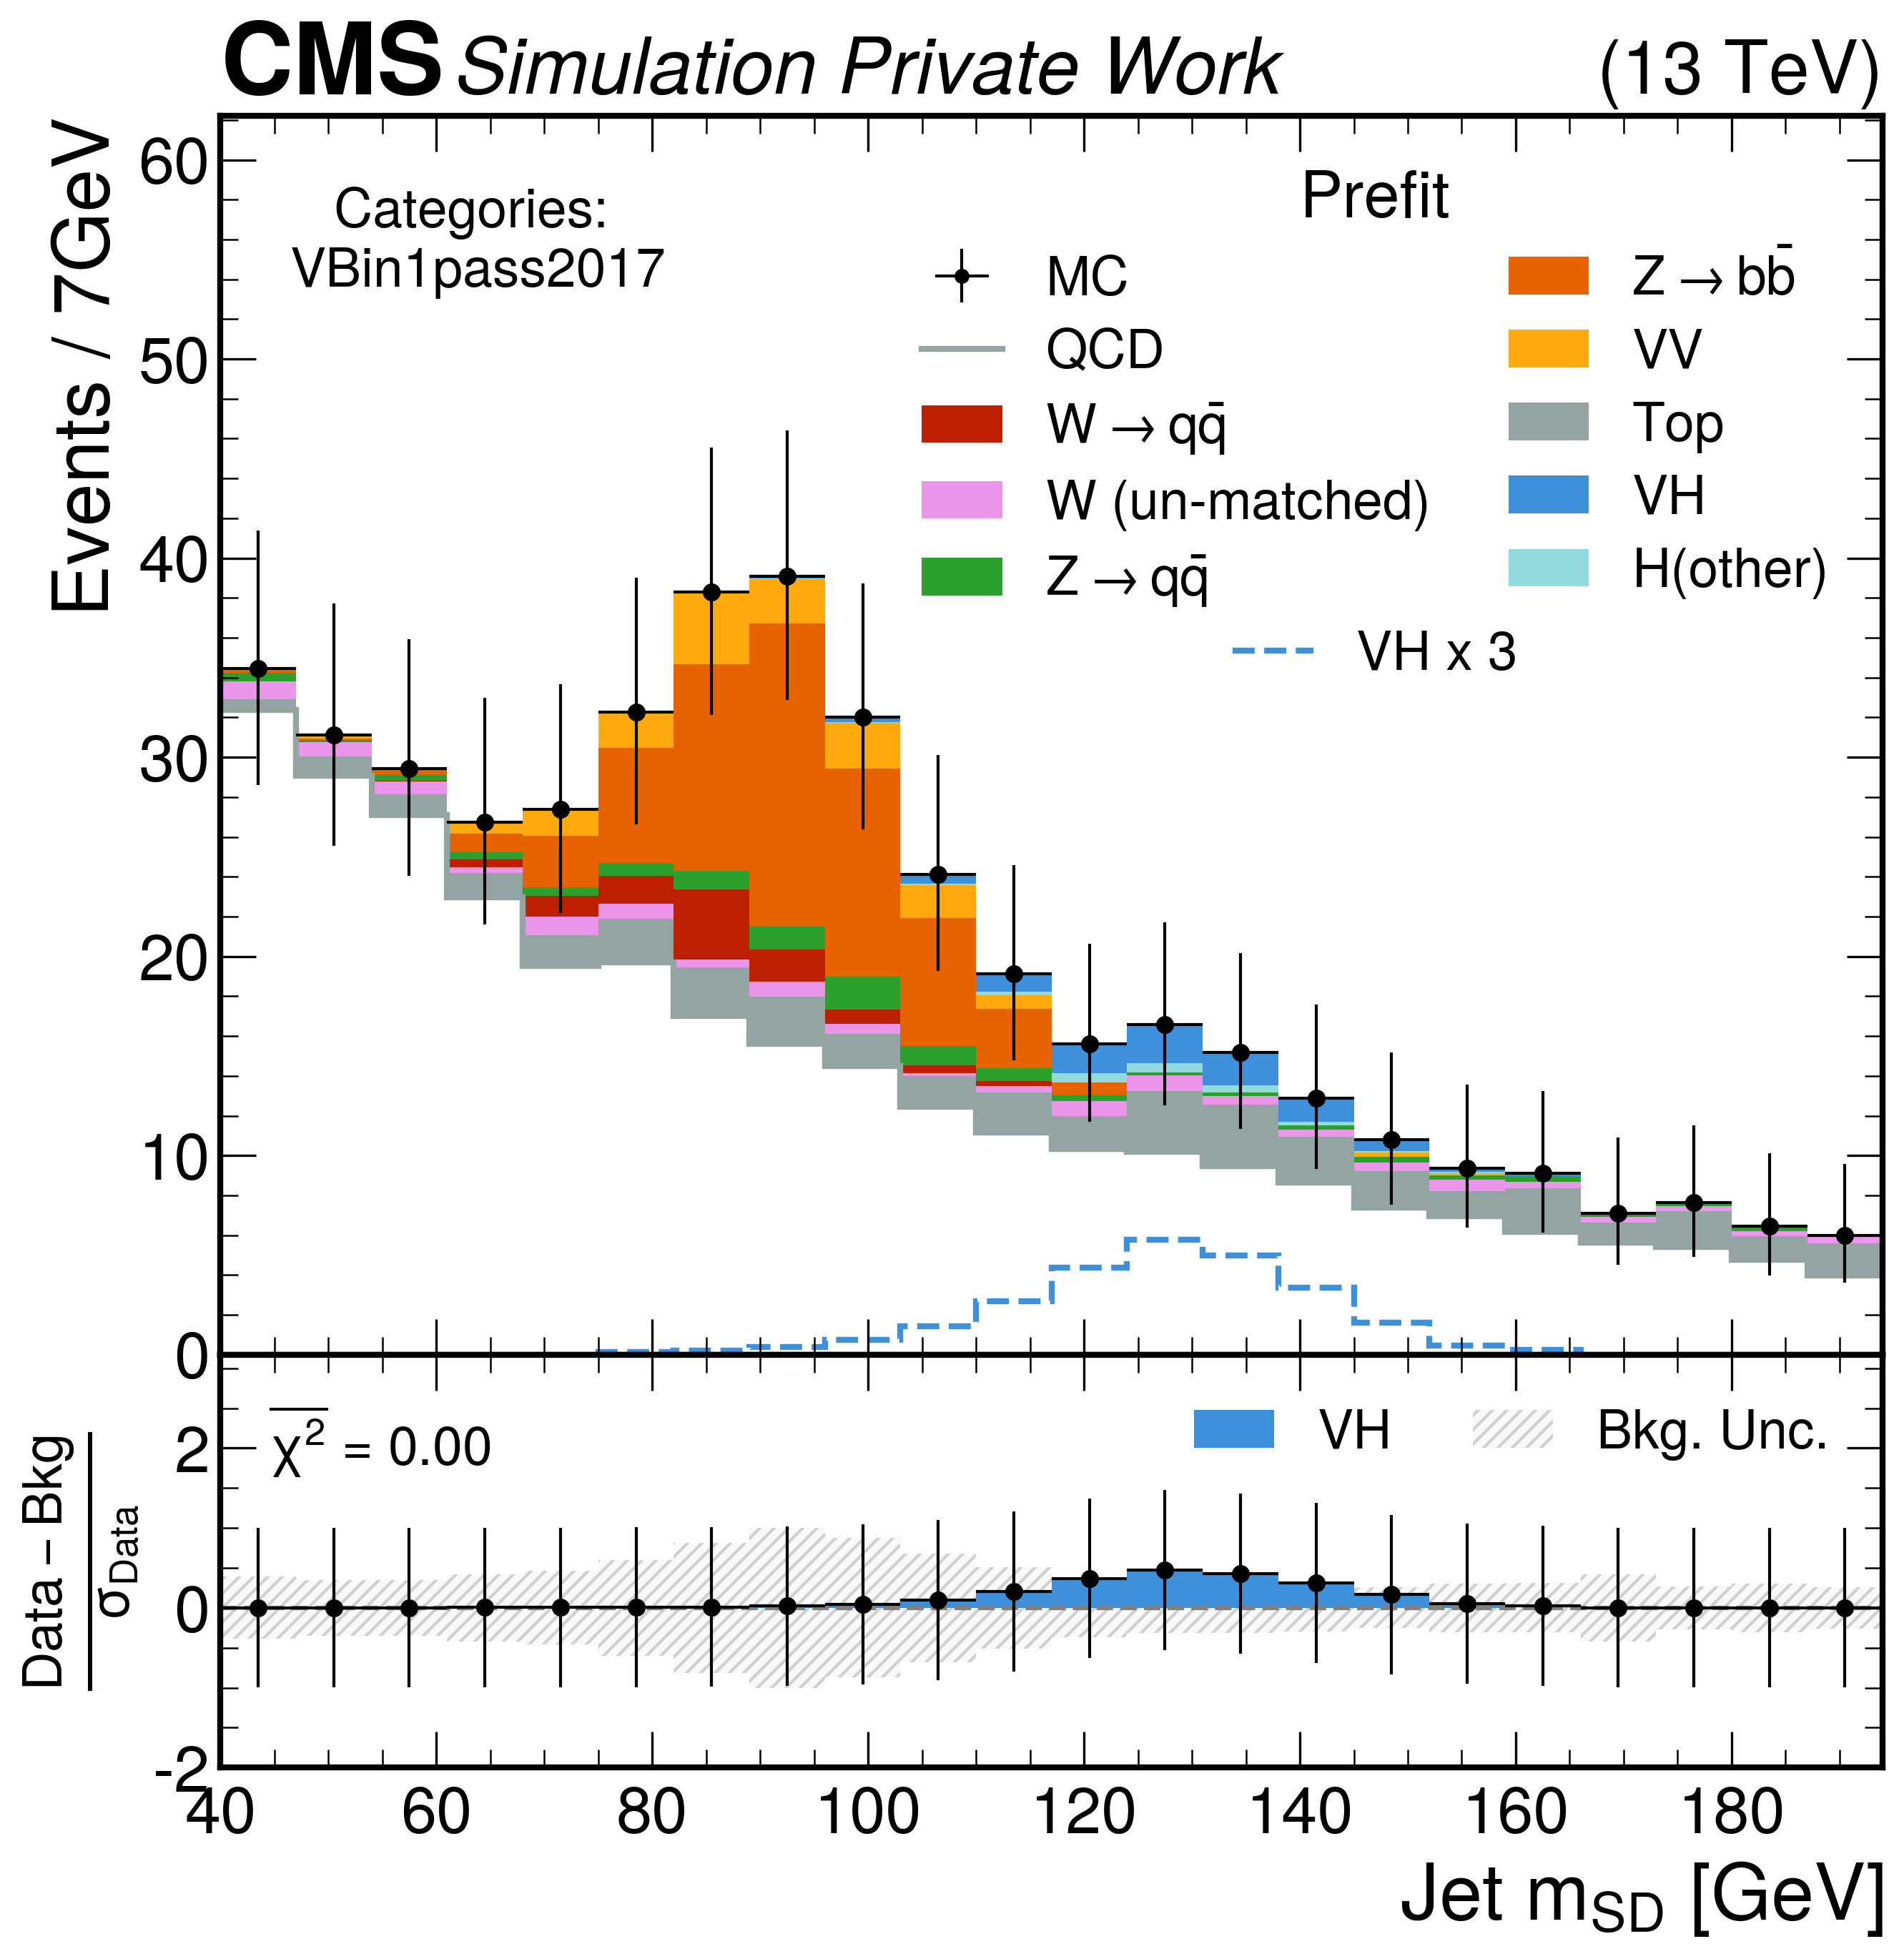 CMS Simulation Private Work (13 TeV)
Events / 7GeV
60
50
40
30
20
10
0
Categories:
VBin1pass2017
Prefit
MC
QCD
W → qq̄
W (un-matched)
Z → qq̄
Z → bb̄
VV
Top
VH
H(other)
VH x 3
Data − Bkg
σData
2
0
-2
χ² = 0.00
VH
Bkg. Unc.
40 60 80 100 120 140 160 180
Jet mSD [GeV]